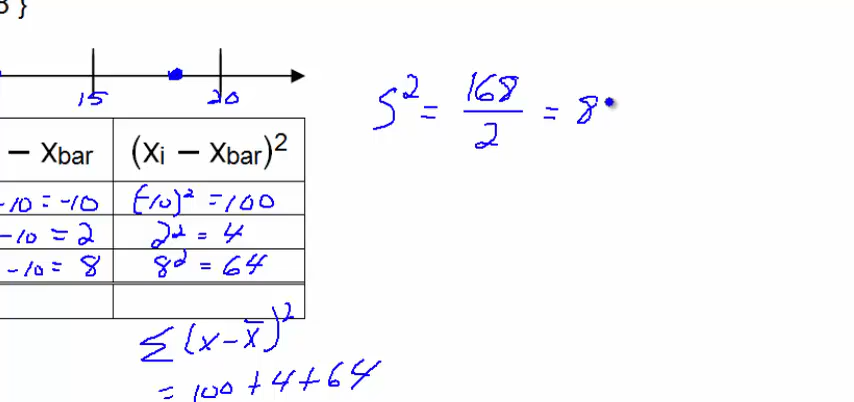 3 }
15 20
S² = 168/2 = 8
− Xbar (Xi − Xbar)²
-10 = -10 (-10)² = 100
-10 = 2 2² = 4
-10 = 8 8² = 64
Σ(x-x̄)²
= 100 + 4 + 64